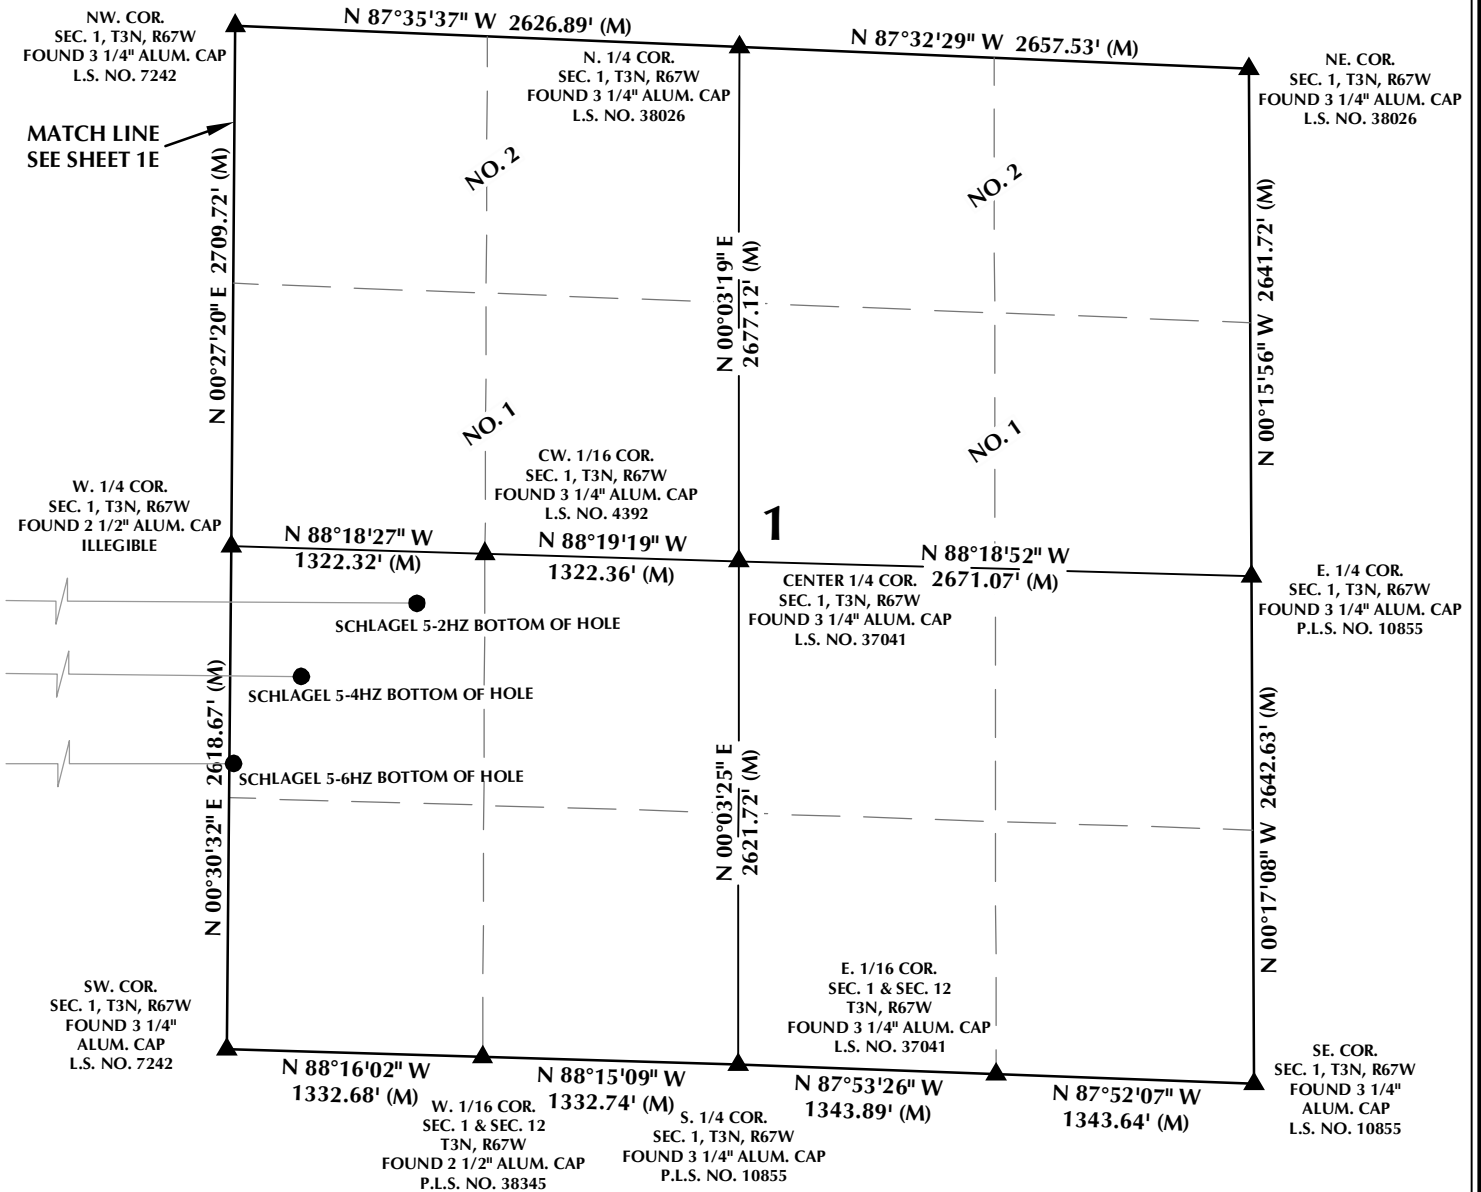 NW. COR.
SEC. 1, T3N, R67W
FOUND 3 1/4" ALUM. CAP
L.S. NO. 7242
N 87°35'37" W 2626.89' (M)
N. 1/4 COR.
SEC. 1, T3N, R67W
FOUND 3 1/4" ALUM. CAP
L.S. NO. 38026
N 87°32'29" W 2657.53' (M)
NE. COR.
SEC. 1, T3N, R67W
FOUND 3 1/4" ALUM. CAP
L.S. NO. 38026
MATCH LINE
SEE SHEET 1E
NO. 2
NO. 2
N 00°27'20" E 2709.72' (M)
N 00°03'19" E
2677.12' (M)
N 00°15'56" W 2641.72' (M)
NO. 1
NO. 1
W. 1/4 COR.
SEC. 1, T3N, R67W
FOUND 2 1/2" ALUM. CAP
ILLEGIBLE
CW. 1/16 COR.
SEC. 1, T3N, R67W
FOUND 3 1/4" ALUM. CAP
L.S. NO. 4392
1
N 88°18'27" W
1322.32' (M)
N 88°19'19" W
1322.36' (M)
N 88°18'52" W
2671.07' (M)
CENTER 1/4 COR.
SEC. 1, T3N, R67W
FOUND 3 1/4" ALUM. CAP
L.S. NO. 37041
E. 1/4 COR.
SEC. 1, T3N, R67W
FOUND 3 1/4" ALUM. CAP
P.L.S. NO. 10855
SCHLAGEL 5-2HZ BOTTOM OF HOLE
SCHLAGEL 5-4HZ BOTTOM OF HOLE
SCHLAGEL 5-6HZ BOTTOM OF HOLE
N 00°30'32" E 2618.67' (M)
N 00°03'25" E
2621.72' (M)
N 00°17'08" W 2642.63' (M)
SW. COR.
SEC. 1, T3N, R67W
FOUND 3 1/4"
ALUM. CAP
L.S. NO. 7242
E. 1/16 COR.
SEC. 1 & SEC. 12
T3N, R67W
FOUND 3 1/4" ALUM. CAP
L.S. NO. 37041
SE. COR.
SEC. 1, T3N, R67W
FOUND 3 1/4"
ALUM. CAP
L.S. NO. 10855
N 88°16'02" W
1332.68' (M)
N 88°15'09" W
1332.74' (M)
N 87°53'26" W
1343.89' (M)
N 87°52'07" W
1343.64' (M)
W. 1/16 COR.
SEC. 1 & SEC. 12
T3N, R67W
FOUND 2 1/2" ALUM. CAP
P.L.S. NO. 38345
S. 1/4 COR.
SEC. 1, T3N, R67W
FOUND 3 1/4" ALUM. CAP
P.L.S. NO. 10855